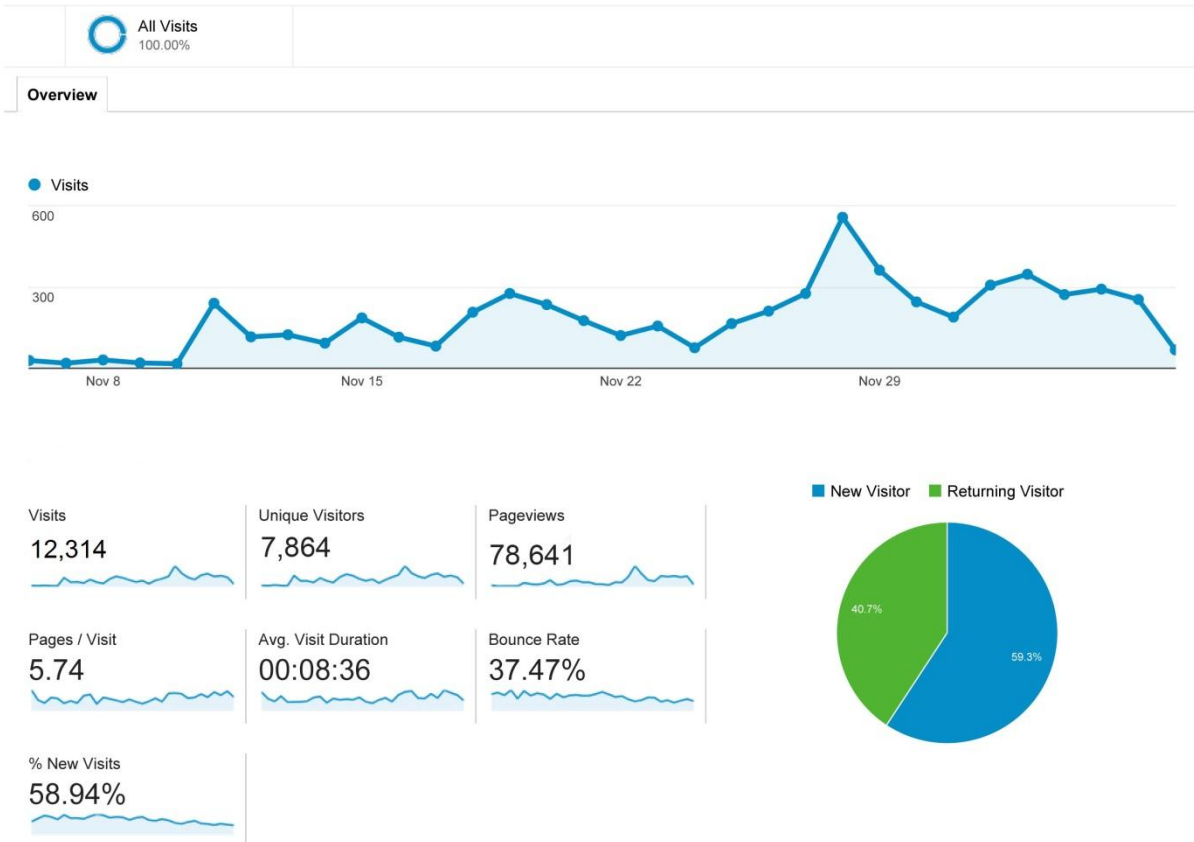 All Visits
100.00%
Overview
Visits
600
300
Nov 8
Nov 15
Nov 22
Nov 29
New Visitor
Returning Visitor
Visits
12,314
Unique Visitors
7,864
Pageviews
78,641
40.7%
59.3%
Pages / Visit
5.74
Avg. Visit Duration
00:08:36
Bounce Rate
37.47%
% New Visits
58.94%